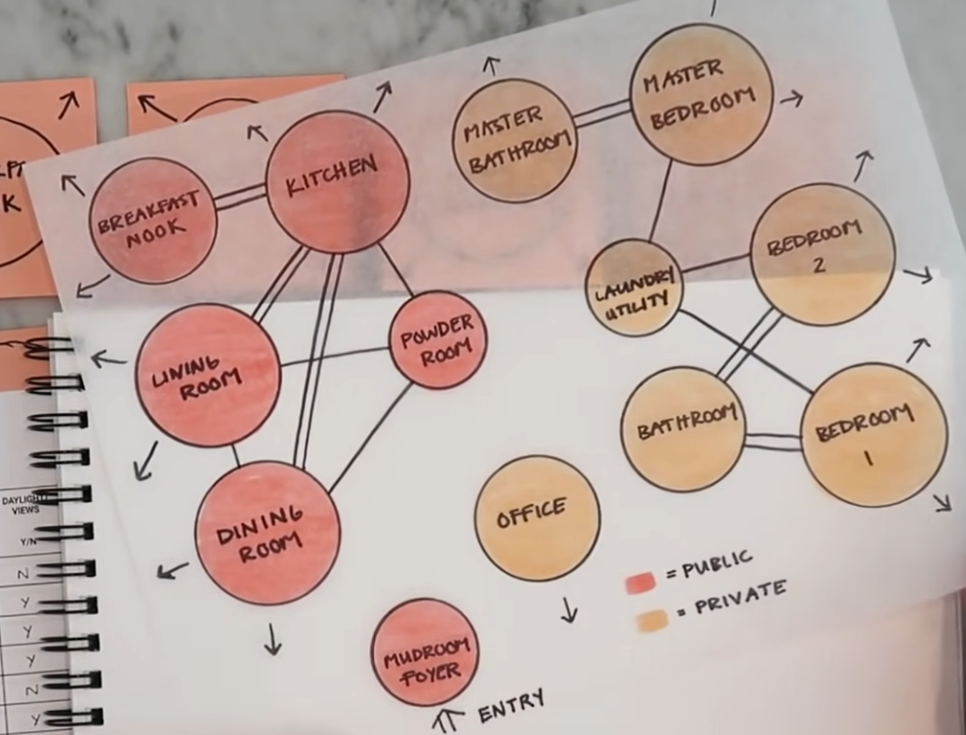 MASTER
BEDROOM
MASTER
BATHROOM
KITCHEN
BREAKFAST
NOOK
K
BEDROOM
2
LAUNDRY
UTILITY
POWDER
ROOM
LINING
ROOM
BATHROOM
BEDROOM
1
DINING
ROOM
OFFICE
= PUBLIC
= PRIVATE
MUDROOM
FOYER
ENTRY
DAYLIGHT/
VIEWS
Y/N
N
Y
Y
Y
N
Y